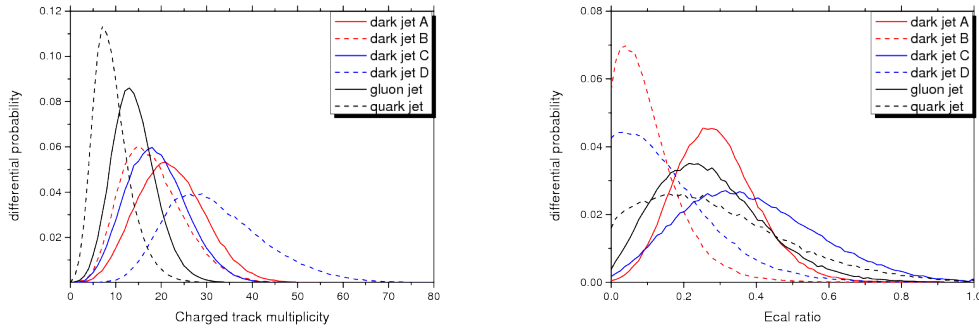 0.12
0.10
0.08
0.06
0.04
0.02
0
10
20
30
40
50
60
70
80
differential probability
Charged track multiplicity
dark jet A
dark jet B
dark jet C
dark jet D
gluon jet
quark jet
0.08
0.06
0.04
0.02
0.00
0.0
0.2
0.4
0.6
0.8
1.0
differential probability
Ecal ratio
dark jet A
dark jet B
dark jet C
dark jet D
gluon jet
quark jet